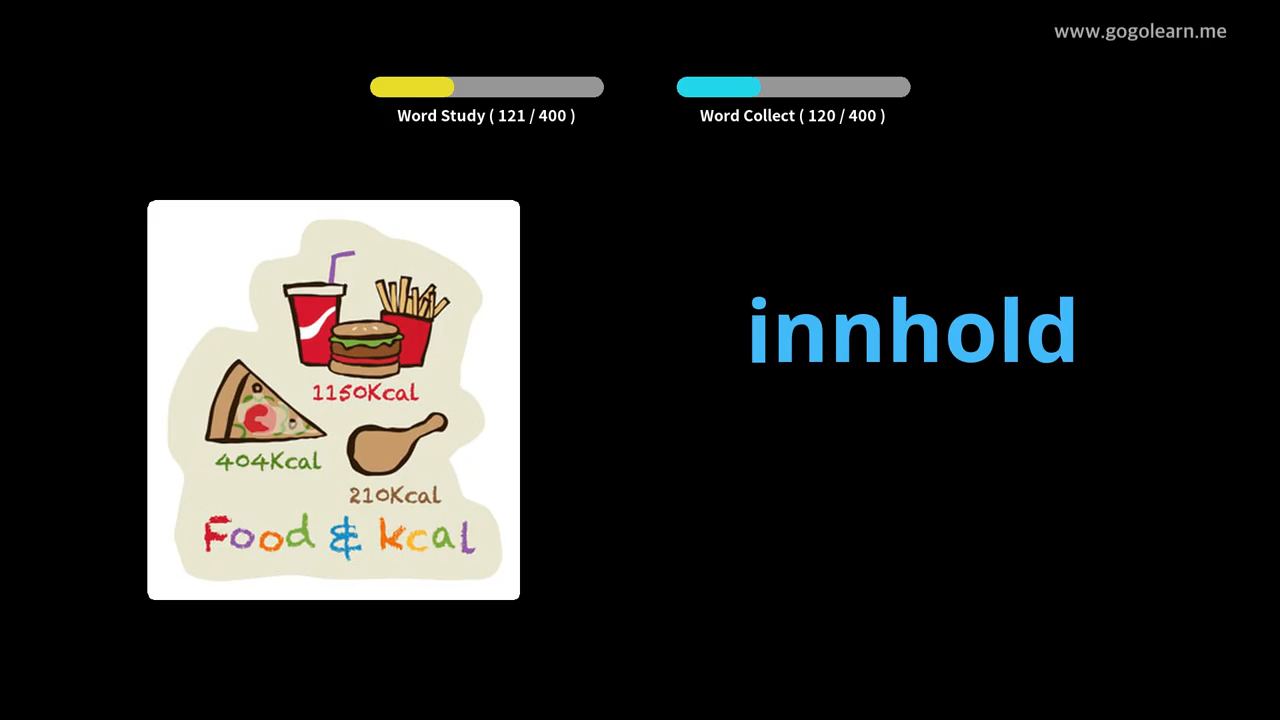 www.gogolearn.me
Word Study ( 121 / 400 )
Word Collect ( 120 / 400 )
innhold
1150Kcal
404Kcal
210Kcal
Food & kcal